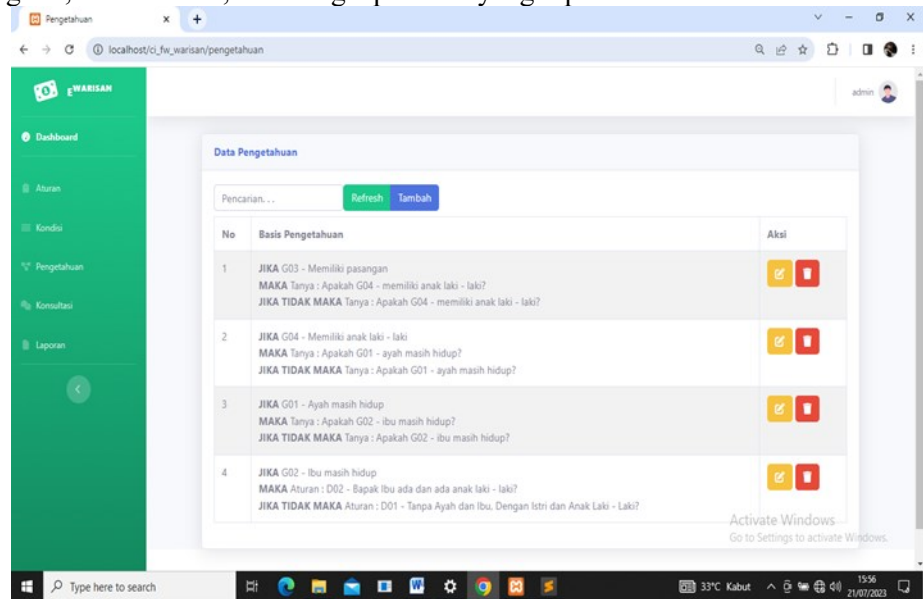 Pengetahuan
localhost/ci_fw_warisan/pengetahuan
EWARISAN
admin
Dashboard
Aturan
Kondisi
Pengetahuan
Konsultasi
Laporan
Data Pengetahuan
Pencarian. . .
Refresh
Tambah
No Basis Pengetahuan Aksi
1 JIKA G03 - Memiliki pasangan
MAKA Tanya : Apakah G04 - memiliki anak laki - laki?
JIKA TIDAK MAKA Tanya : Apakah G04 - memiliki anak laki - laki?
2 JIKA G04 - Memiliki anak laki - laki
MAKA Tanya : Apakah G01 - ayah masih hidup?
JIKA TIDAK MAKA Tanya : Apakah G01 - ayah masih hidup?
3 JIKA G01 - Ayah masih hidup
MAKA Tanya : Apakah G02 - ibu masih hidup?
JIKA TIDAK MAKA Tanya : Apakah G02 - ibu masih hidup?
4 JIKA G02 - Ibu masih hidup
MAKA Aturan : D02 - Bapak Ibu ada dan ada anak laki - laki?
JIKA TIDAK MAKA Aturan : D01 - Tanpa Ayah dan Ibu, Dengan Istri dan Anak Laki - Laki?
Activate Windows
Go to Settings to activate Windows.
Type here to search
33°C Kabut
15:56
21/07/2023